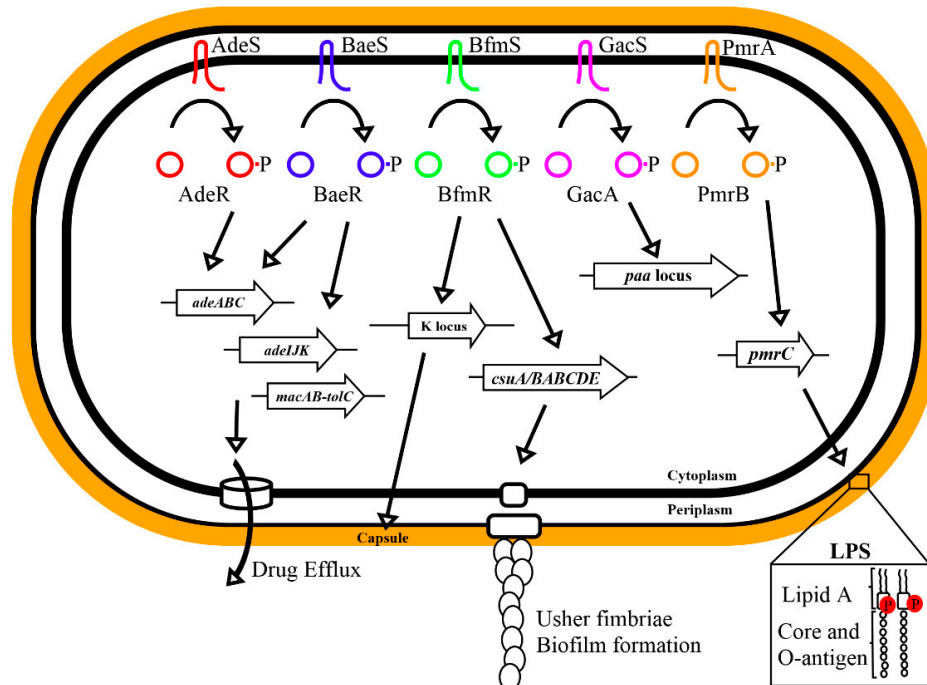 AdeS
BaeS
BfmS
GacS
PmrA
P
P
P
P
P
AdeR
BaeR
BfmR
GacA
PmrB
paa locus
adeABC
K locus
adeIJK
pmrC
csuA/BABCDE
macAB-tolC
Cytoplasm
Periplasm
Capsule
LPS
Drug Efflux
Lipid A
P
P
Usher fimbriae
Biofilm formation
Core and
O-antigen